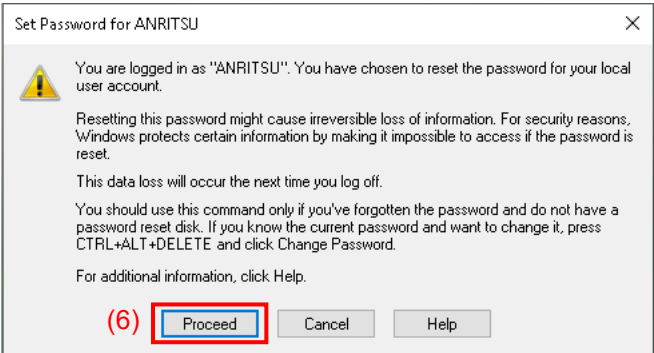 Set Password for ANRITSU
You are logged in as "ANRITSU". You have chosen to reset the password for your local
user account.
Resetting this password might cause irreversible loss of information. For security reasons,
Windows protects certain information by making it impossible to access if the password is
reset.
This data loss will occur the next time you log off.
You should use this command only if you've forgotten the password and do not have a
password reset disk. If you know the current password and want to change it, press
CTRL+ALT+DELETE and click Change Password.
For additional information, click Help.
(6) Proceed Cancel Help